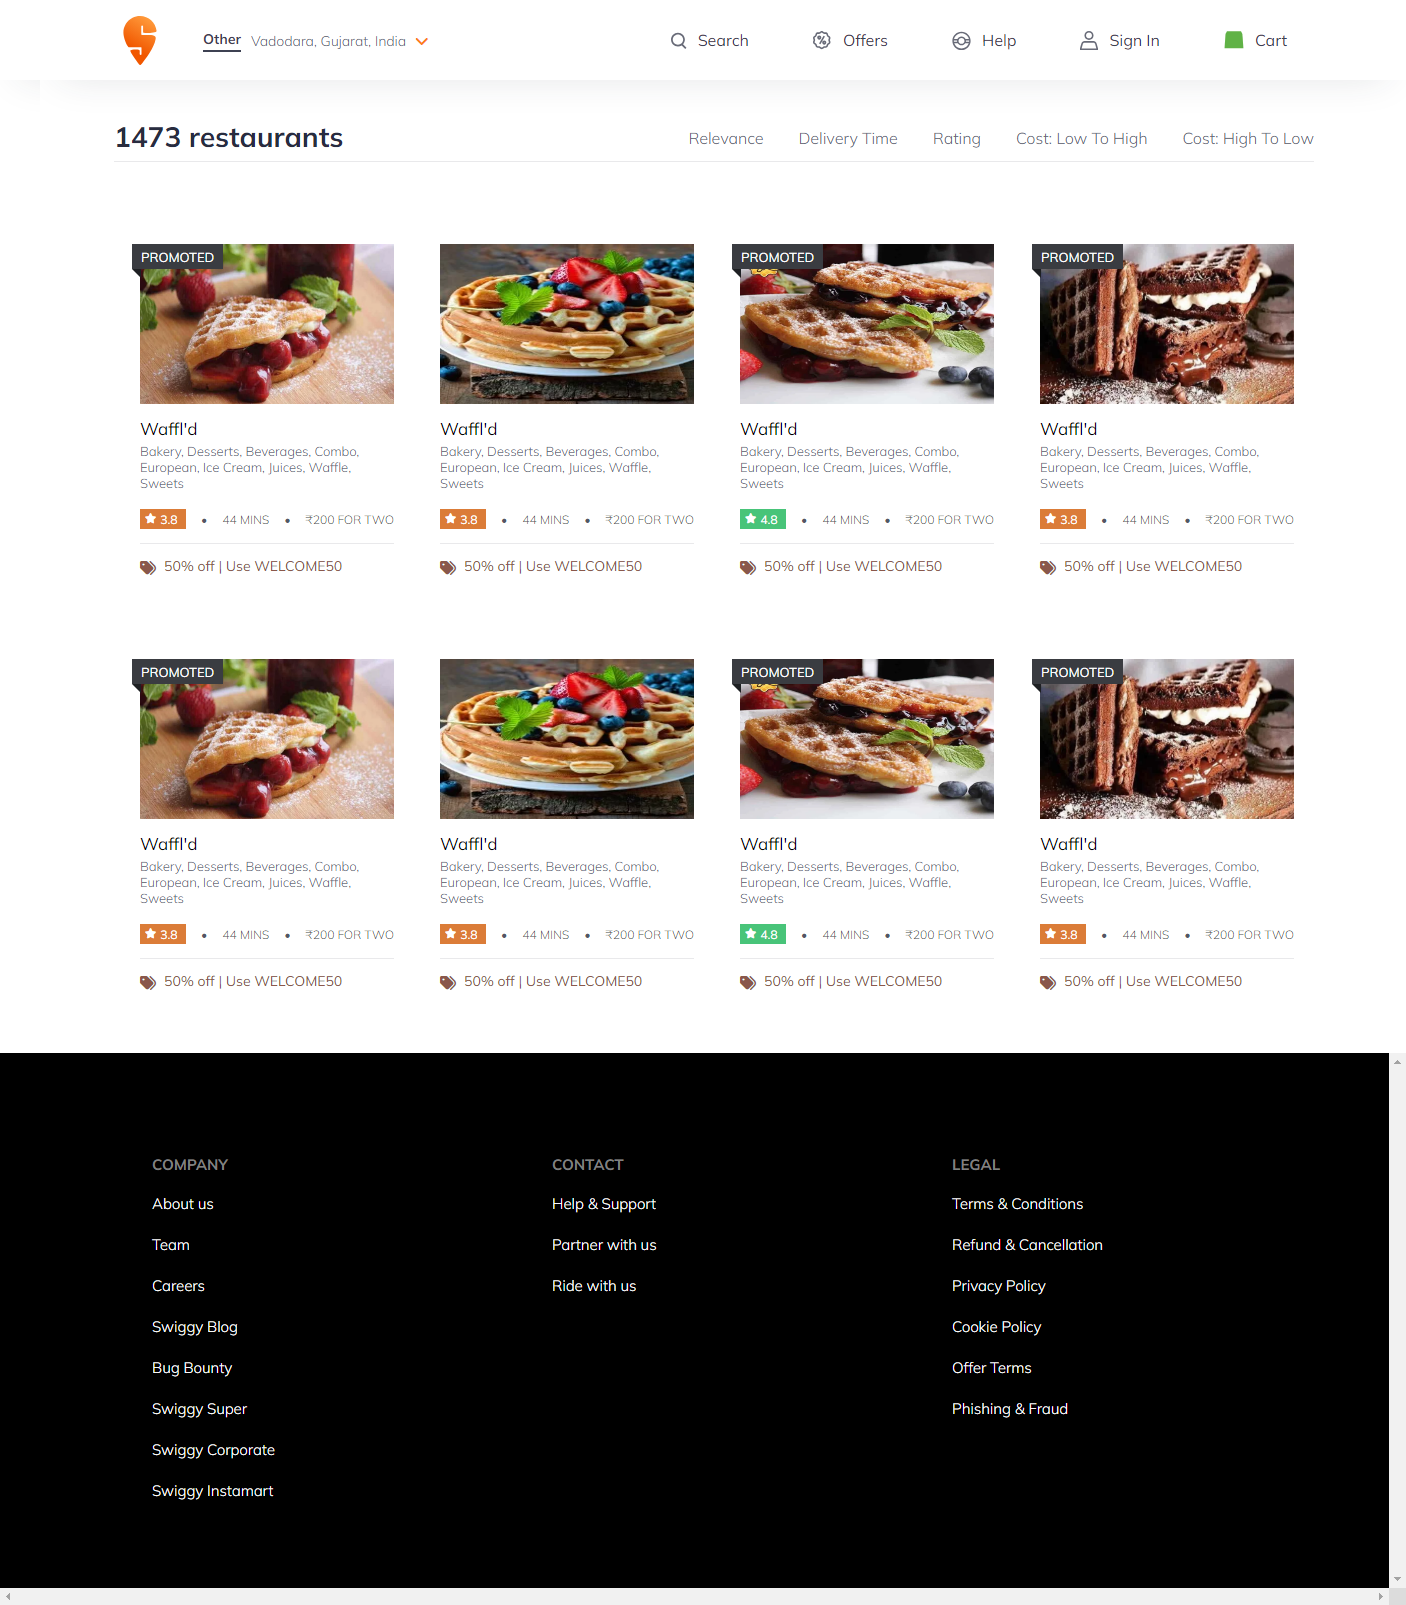 Other Vadodara, Gujarat, India Search Offers Help Sign In Cart
1473 restaurants Relevance Delivery Time Rating Cost: Low To High Cost: High To Low
PROMOTED PROMOTED PROMOTED
Waffl'd Waffl'd Waffl'd Waffl'd
Bakery, Desserts, Beverages, Combo, Bakery, Desserts, Beverages, Combo, Bakery, Desserts, Beverages, Combo, Bakery, Desserts, Beverages, Combo,
European, Ice Cream, Juices, Waffle, European, Ice Cream, Juices, Waffle, European, Ice Cream, Juices, Waffle, European, Ice Cream, Juices, Waffle,
Sweets Sweets Sweets Sweets
3.8 • 44 MINS • ₹200 FOR TWO 3.8 • 44 MINS • ₹200 FOR TWO 4.8 • 44 MINS • ₹200 FOR TWO 3.8 • 44 MINS • ₹200 FOR TWO
50% off | Use WELCOME50 50% off | Use WELCOME50 50% off | Use WELCOME50 50% off | Use WELCOME50
PROMOTED PROMOTED PROMOTED
Waffl'd Waffl'd Waffl'd Waffl'd
Bakery, Desserts, Beverages, Combo, Bakery, Desserts, Beverages, Combo, Bakery, Desserts, Beverages, Combo, Bakery, Desserts, Beverages, Combo,
European, Ice Cream, Juices, Waffle, European, Ice Cream, Juices, Waffle, European, Ice Cream, Juices, Waffle, European, Ice Cream, Juices, Waffle,
Sweets Sweets Sweets Sweets
3.8 • 44 MINS • ₹200 FOR TWO 3.8 • 44 MINS • ₹200 FOR TWO 4.8 • 44 MINS • ₹200 FOR TWO 3.8 • 44 MINS • ₹200 FOR TWO
50% off | Use WELCOME50 50% off | Use WELCOME50 50% off | Use WELCOME50 50% off | Use WELCOME50
COMPANY
About us
Team
Careers
Swiggy Blog
Bug Bounty
Swiggy Super
Swiggy Corporate
Swiggy Instamart
CONTACT
Help & Support
Partner with us
Ride with us
LEGAL
Terms & Conditions
Refund & Cancellation
Privacy Policy
Cookie Policy
Offer Terms
Phishing & Fraud